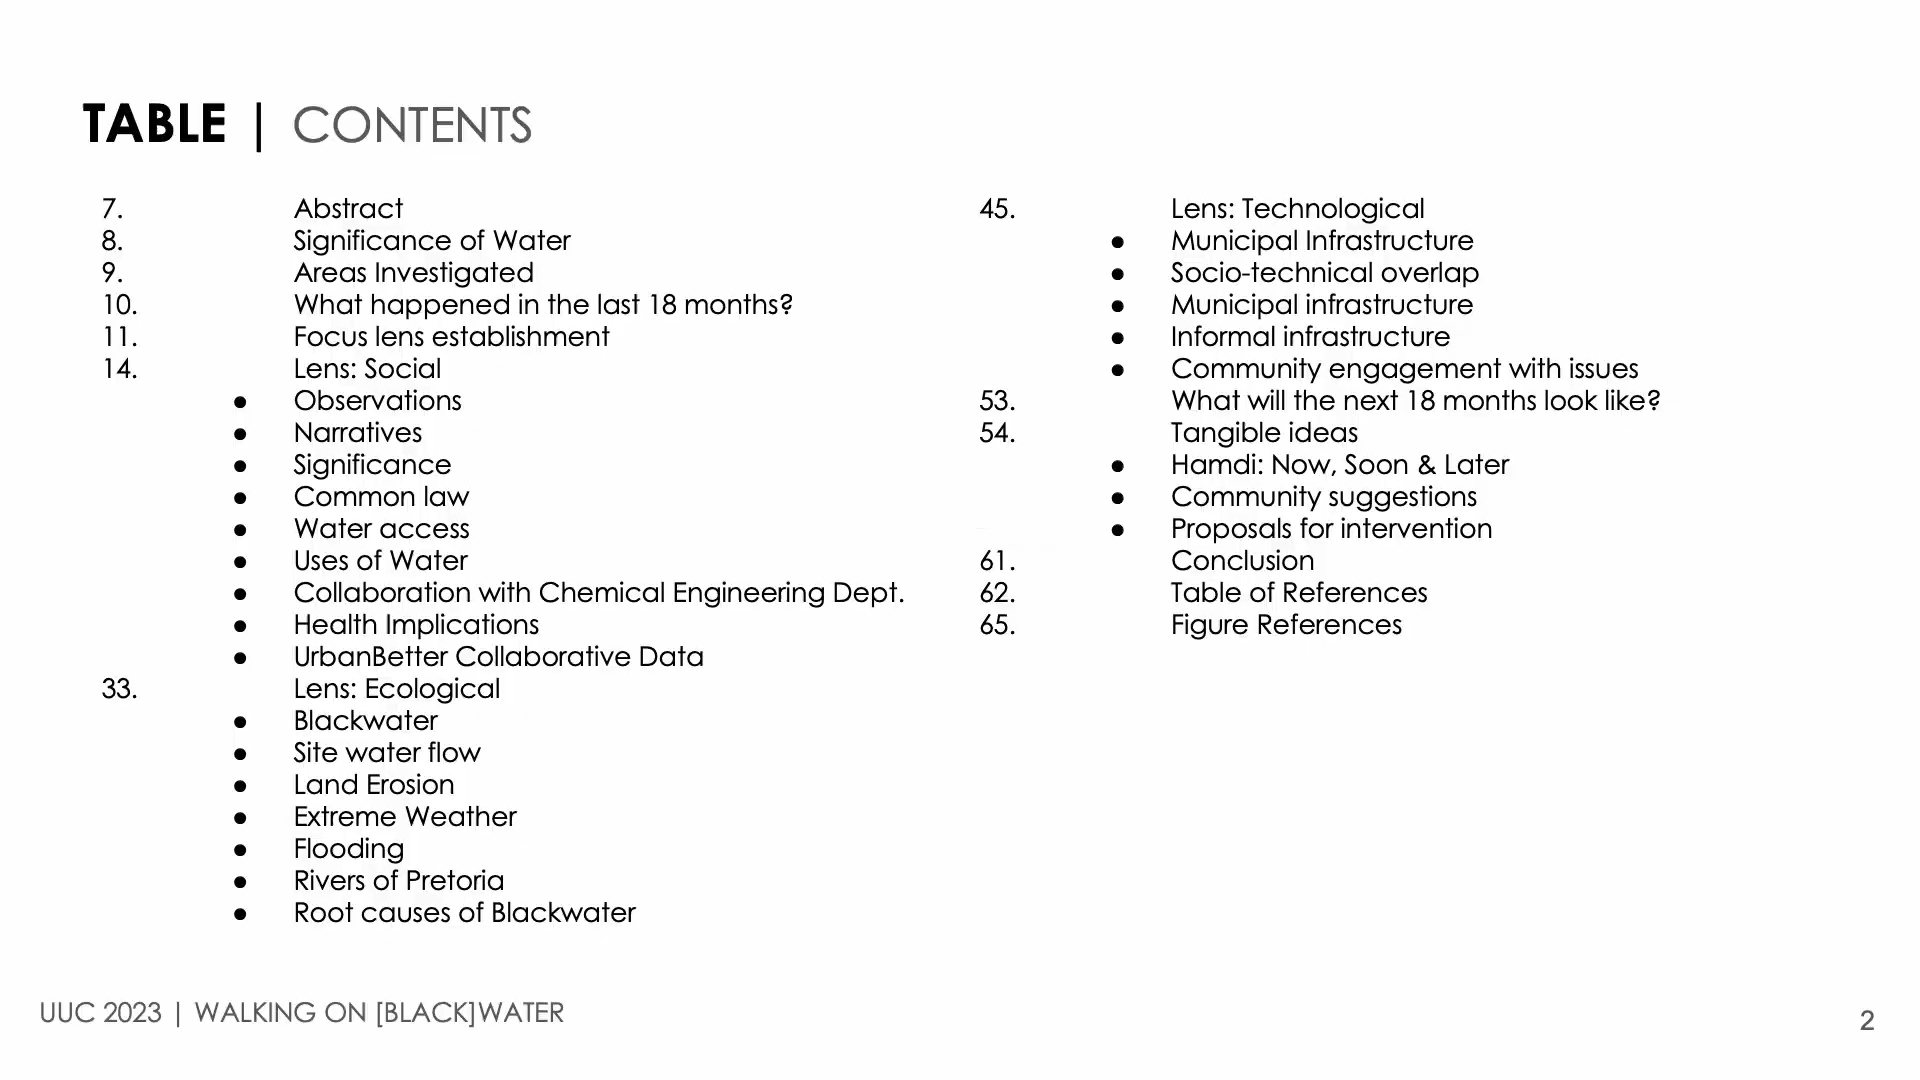 TABLE | CONTENTS
7. Abstract
8. Significance of Water
9. Areas Investigated
10. What happened in the last 18 months?
11. Focus lens establishment
14. Lens: Social
● Observations
● Narratives
● Significance
● Common law
● Water access
● Uses of Water
● Collaboration with Chemical Engineering Dept.
● Health Implications
● UrbanBetter Collaborative Data
33. Lens: Ecological
● Blackwater
● Site water flow
● Land Erosion
● Extreme Weather
● Flooding
● Rivers of Pretoria
● Root causes of Blackwater
45. Lens: Technological
● Municipal Infrastructure
● Socio-technical overlap
● Municipal infrastructure
● Informal infrastructure
● Community engagement with issues
53. What will the next 18 months look like?
54. Tangible ideas
● Hamdi: Now, Soon & Later
● Community suggestions
● Proposals for intervention
61. Conclusion
62. Table of References
65. Figure References
UUC 2023 | WALKING ON [BLACK]WATER
2